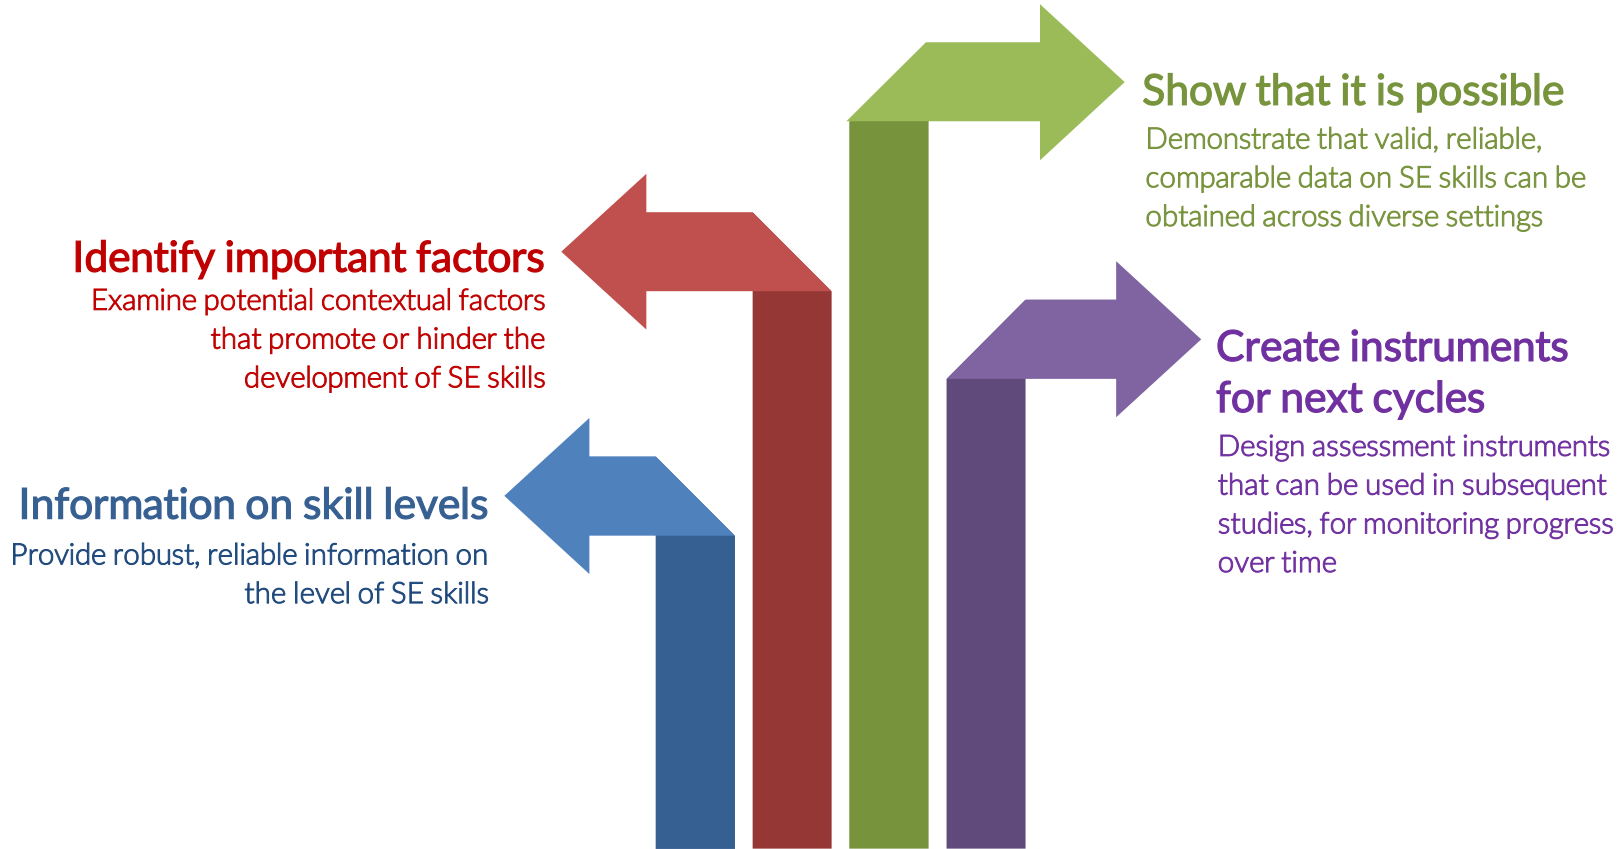 Show that it is possible
Demonstrate that valid, reliable,
comparable data on SE skills can be
obtained across diverse settings
Identify important factors
Examine potential contextual factors
that promote or hinder the
development of SE skills
Create instruments
for next cycles
Design assessment instruments
that can be used in subsequent
studies, for monitoring progress
over time
Information on skill levels
Provide robust, reliable information on
the level of SE skills